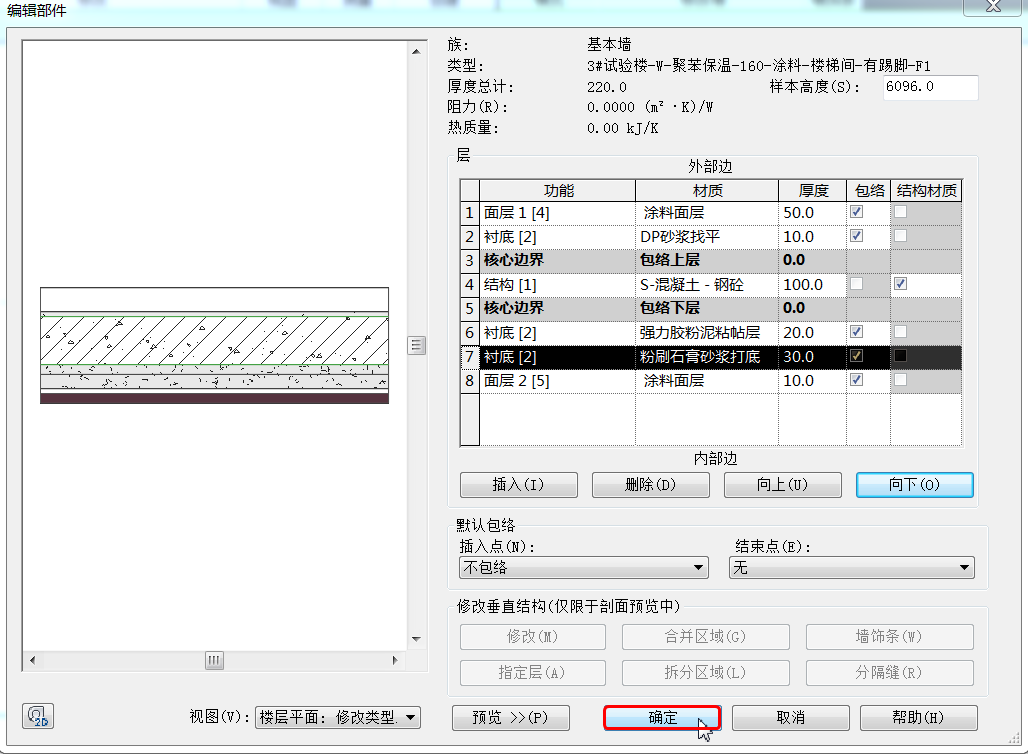 编辑部件
族: 基本墙
类型: 3#试验楼-W-聚苯保温-160-涂料-楼梯间-有踢脚-F1
厚度总计: 220.0 样本高度(S): 6096.0
阻力(R): 0.0000 (m²·K)/W
热质量: 0.00 kJ/K
层
外部边
功能 材质 厚度 包络 结构材质
1 面层 1 [4] 涂料面层 50.0
2 衬底 [2] DP砂浆找平 10.0
3 核心边界 包络上层 0.0
4 结构 [1] S-混凝土 - 钢砼 100.0
5 核心边界 包络下层 0.0
6 衬底 [2] 强力胶粉泥粘帖层 20.0
7 衬底 [2] 粉刷石膏砂浆打底 30.0
8 面层 2 [5] 涂料面层 10.0
内部边
插入(I) 删除(D) 向上(U) 向下(O)
默认包络
插入点(N): 结束点(E):
不包络 无
修改垂直结构(仅限于剖面预览中)
修改(M) 合并区域(G) 墙饰条(W)
指定层(A) 拆分区域(L) 分隔缝(R)
2D 视图(V): 楼层平面: 修改类型. 预览 >>(P) 确定 取消 帮助(H)